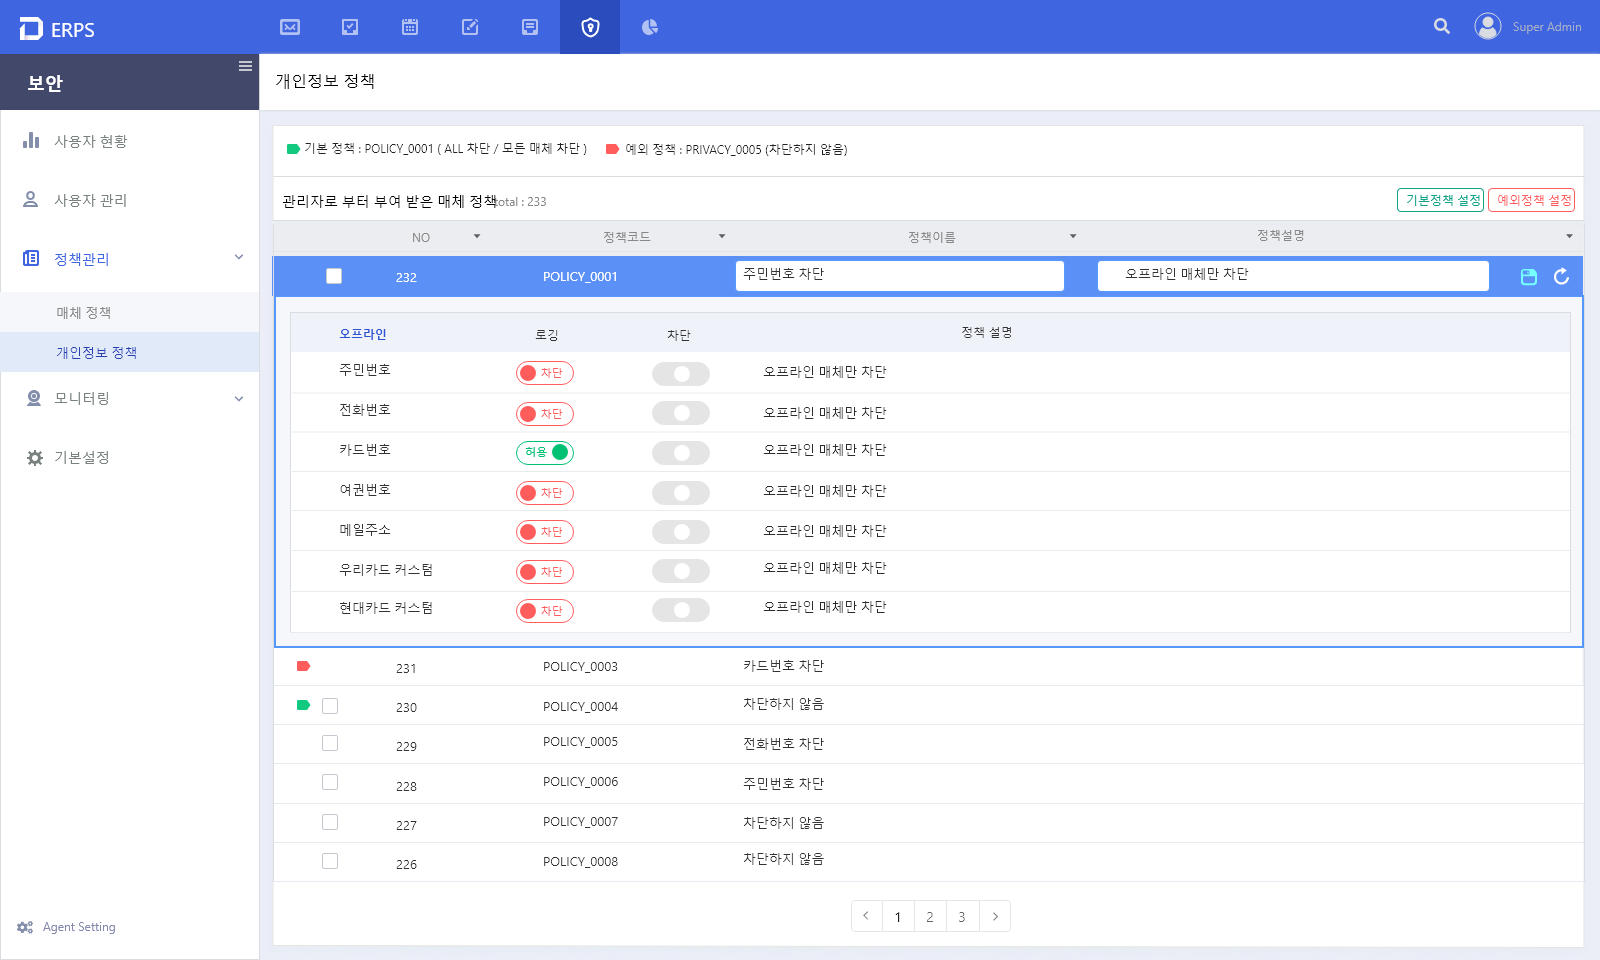 ERPS
Super Admin
보안
개인정보 정책
사용자 현황
사용자 관리
정책관리
매체 정책
개인정보 정책
모니터링
기본설정
Agent Setting
기본 정책 : POLICY_0001 ( ALL 차단 / 모든 매체 차단 )
예외 정책 : PRIVACY_0005 (차단하지 않음)
관리자로 부터 부여 받은 매체 정책 total : 233
기본정책 설정 예외정책 설정
NO 정책코드 정책이름 정책설명
232 POLICY_0001 주민번호 차단 오프라인 매체만 차단
오프라인 로깅 차단 정책 설명
주민번호 차단 오프라인 매체만 차단
전화번호 차단 오프라인 매체만 차단
카드번호 허용 오프라인 매체만 차단
여권번호 차단 오프라인 매체만 차단
메일주소 차단 오프라인 매체만 차단
우리카드 커스텀 차단 오프라인 매체만 차단
현대카드 커스텀 차단 오프라인 매체만 차단
231 POLICY_0003 카드번호 차단
230 POLICY_0004 차단하지 않음
229 POLICY_0005 전화번호 차단
228 POLICY_0006 주민번호 차단
227 POLICY_0007 차단하지 않음
226 POLICY_0008 차단하지 않음
1 2 3